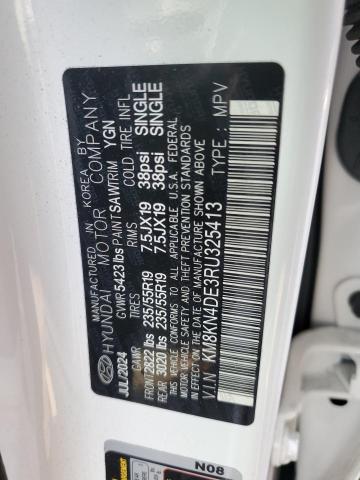 MANUFACTURED IN KOREA BY
HYUNDAI MOTOR COMPANY
JUL/2024 GVWR 5423 lbs PAINT SAW TRIM YGN
GAWR TIRES RIMS COLD TIRE INFL
FRONT 2822 lbs 235/55R19 7.5JX19 38psi SINGLE
REAR 3020 lbs 235/55R19 7.5JX19 38psi SINGLE
THIS VEHICLE CONFORMS TO ALL APPLICABLE U.S.A. FEDERAL
MOTOR VEHICLE SAFETY AND THEFT PREVENTION STANDARDS
IN EFFECT ON THE DATE OF MANUFACTURE SHOWN ABOVE
V.I.N : KM8KN4DE3RU325413 TYPE : MPV
N08